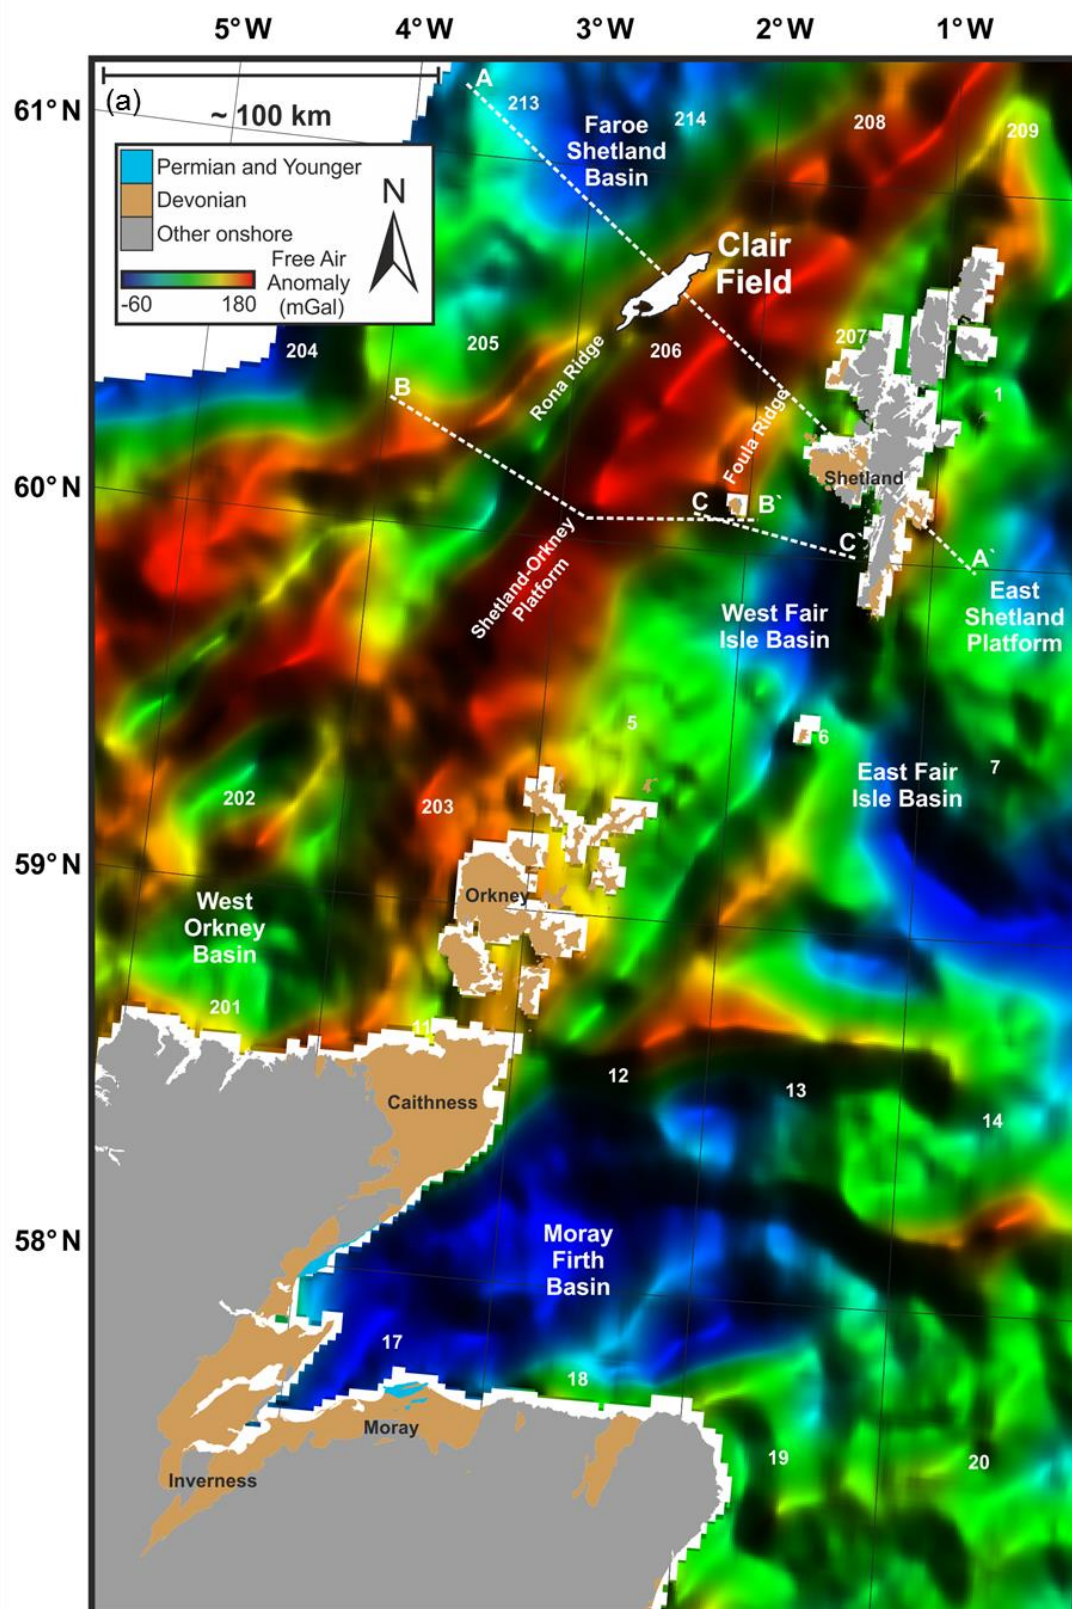 5°W 4°W 3°W 2°W 1°W
61°N
60°N
59°N
58°N
(a)
~ 100 km
Permian and Younger
Devonian
Other onshore
Free Air
Anomaly
(mGal)
-60
180
N
A
213
214
208
209
Faroe
Shetland
Basin
Clair
Field
204
205
206
207
1
Rona Ridge
B
Foula Ridge
Shetland
C
B`
C`
A`
Shetland-Orkney
Platform
West Fair
Isle Basin
East
Shetland
Platform
5
6
7
East Fair
Isle Basin
202
203
Orkney
West
Orkney
Basin
201
11
12
13
14
Caithness
Moray
Firth
Basin
17
18
Moray
19
20
Inverness